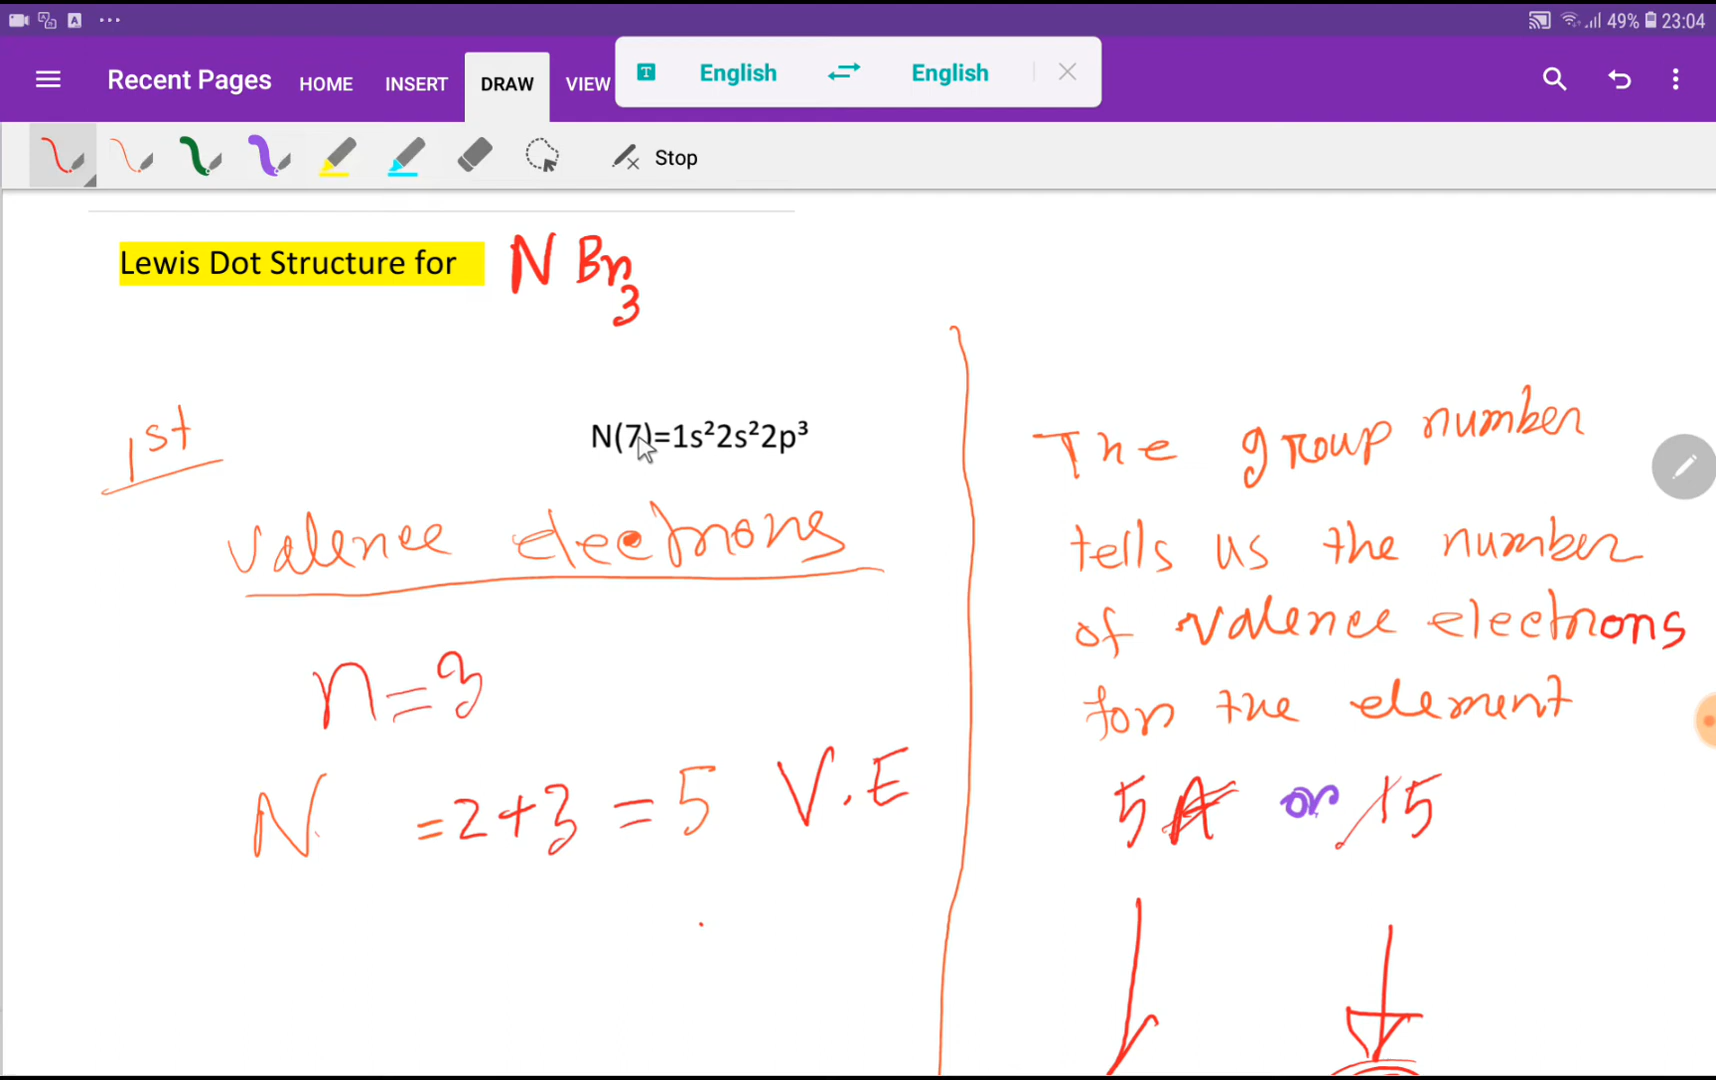 49% 23:04
Recent Pages HOME INSERT DRAW VIEW
English English
Stop
Lewis Dot Structure for N Br3
1st
N(7)=1s²2s²2p³
valence electrons
n=3
N = 2+3 = 5 V.E
The group number
tells us the number
of valence electrons
for the element
5A or 15